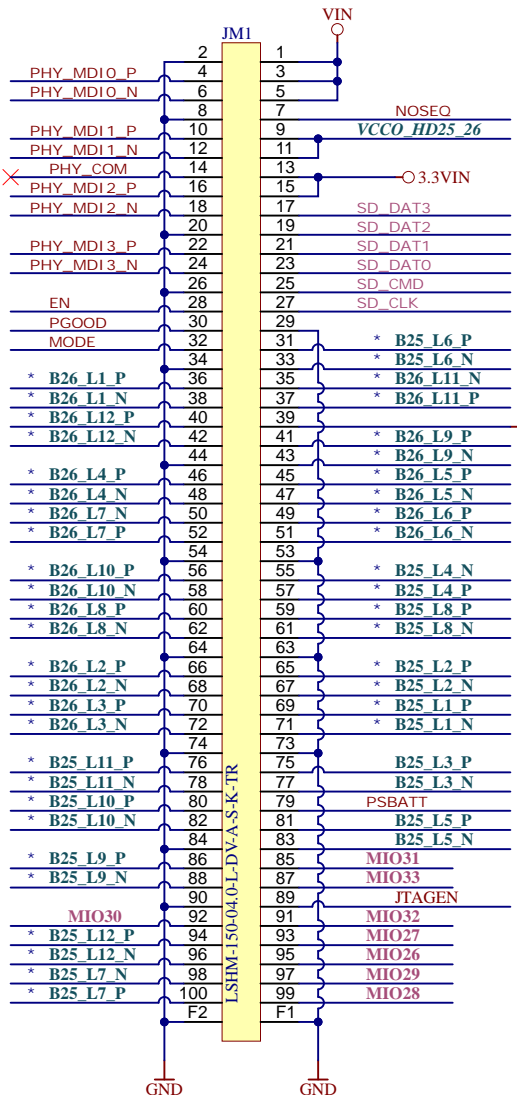 VIN
JM1
2 1
PHY_MDI0_P 4 3
PHY_MDI0_N 6 5
8 7 NOSEQ
PHY_MDI1_P 10 9 VCCO_HD25_26
PHY_MDI1_N 12 11
PHY_COM 14 13 3.3VIN
PHY_MDI2_P 16 15
PHY_MDI2_N 18 17 SD_DAT3
20 19 SD_DAT2
PHY_MDI3_P 22 21 SD_DAT1
PHY_MDI3_N 24 23 SD_DAT0
26 25 SD_CMD
EN 28 27 SD_CLK
PGOOD 30 29
MODE 32 31 * B25_L6_P
34 33 * B25_L6_N
* B26_L1_P 36 35 * B26_L11_N
* B26_L1_N 38 37 * B26_L11_P
* B26_L12_P 40 39
* B26_L12_N 42 41 * B26_L9_P
44 43 * B26_L9_N
* B26_L4_P 46 45 * B26_L5_P
* B26_L4_N 48 47 * B26_L5_N
* B26_L7_N 50 49 * B26_L6_P
* B26_L7_P 52 51 * B26_L6_N
54 53
* B26_L10_P 56 55 * B25_L4_N
* B26_L10_N 58 57 * B25_L4_P
* B26_L8_P 60 59 * B25_L8_P
* B26_L8_N 62 61 * B25_L8_N
64 63
* B26_L2_P 66 65 * B25_L2_P
* B26_L2_N 68 67 * B25_L2_N
* B26_L3_P 70 69 * B25_L1_P
* B26_L3_N 72 71 * B25_L1_N
74 73
* B25_L11_P 76 75 B25_L3_P
* B25_L11_N 78 77 B25_L3_N
* B25_L10_P 80 79 PSBATT
* B25_L10_N 82 81 B25_L5_P
84 83 B25_L5_N
* B25_L9_P 86 85 MIO31
* B25_L9_N 88 87 MIO33
90 89 JTAGEN
MIO30 92 91 MIO32
* B25_L12_P 94 93 MIO27
* B25_L12_N 96 95 MIO26
* B25_L7_N 98 97 MIO29
* B25_L7_P 100 99 MIO28
F2 F1
LSHM-150-04.0-L-DV-A-S-K-TR
GND GND